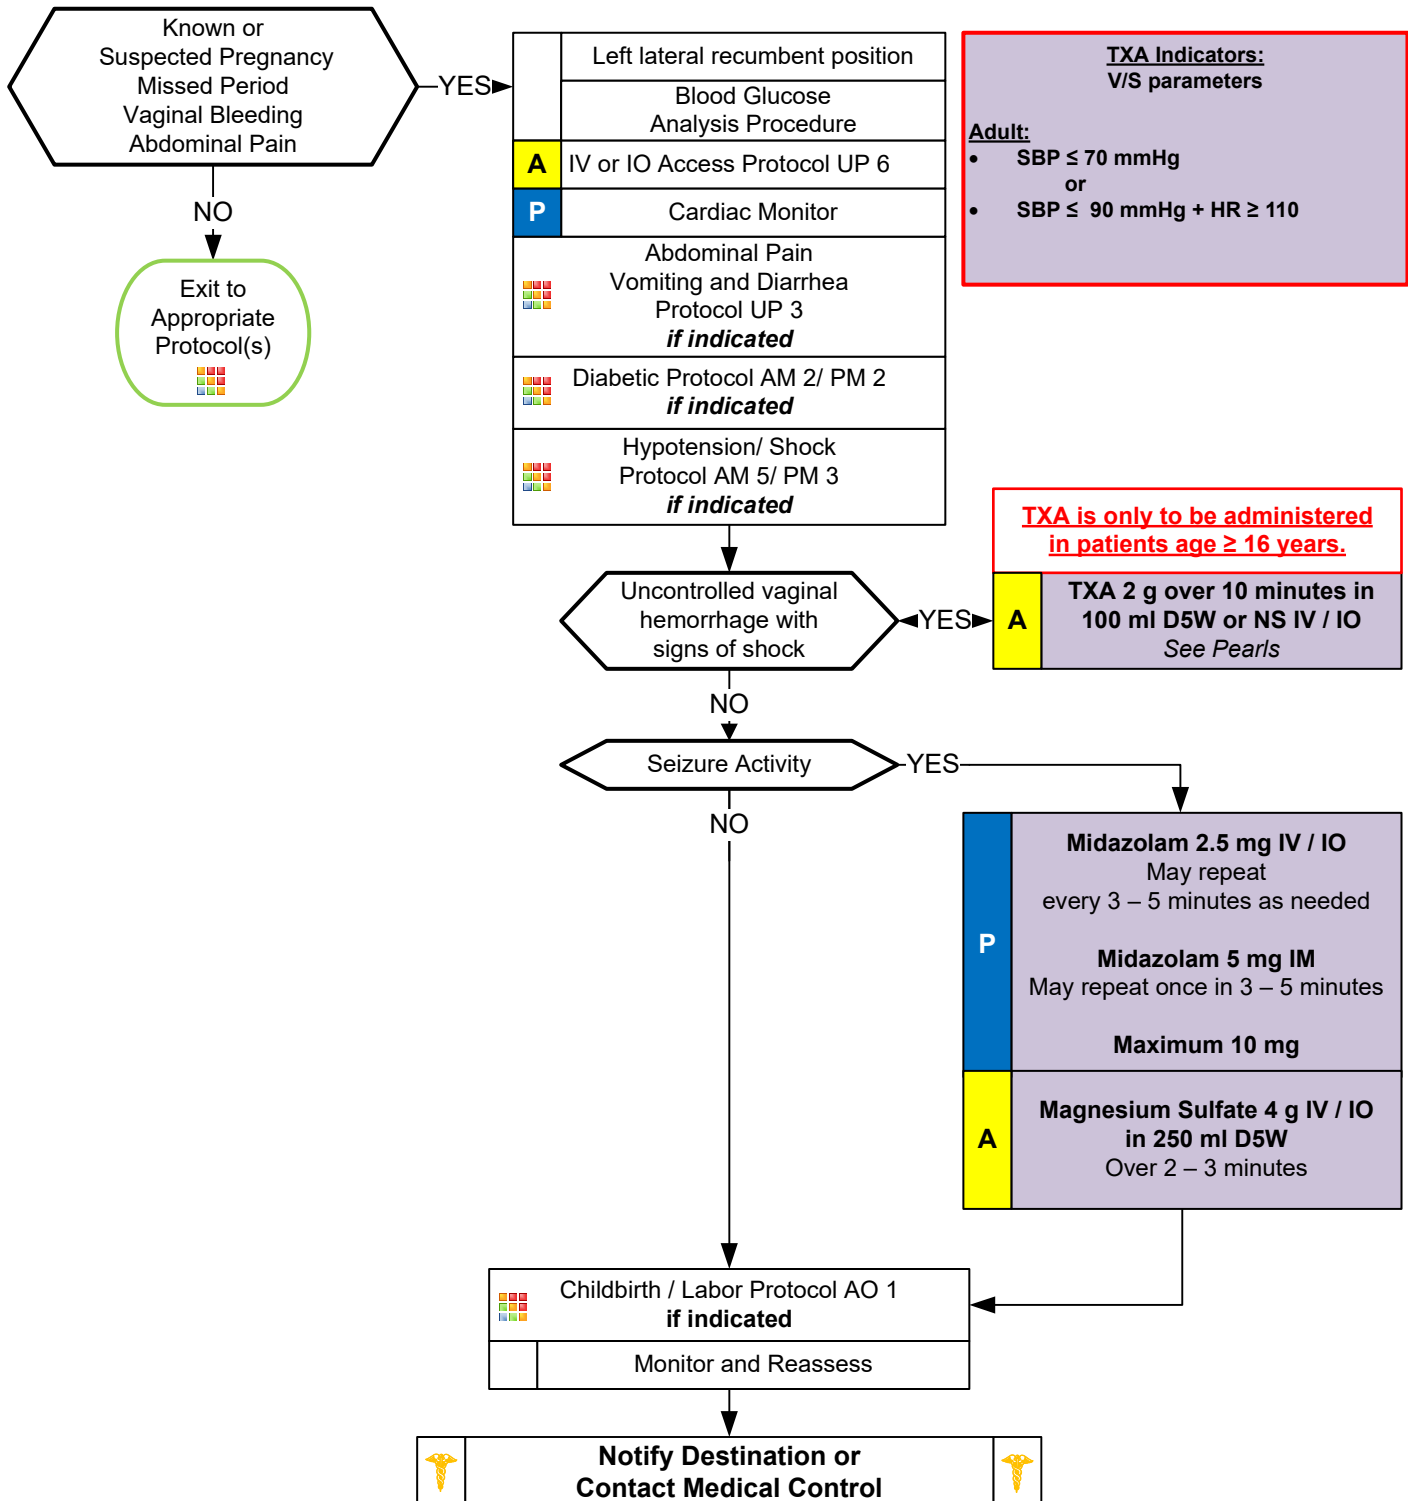 Known or
Suspected Pregnancy
Missed Period
Vaginal Bleeding
Abdominal Pain
YES
NO
Exit to
Appropriate
Protocol(s)
Left lateral recumbent position
Blood Glucose
Analysis Procedure
A
IV or IO Access Protocol UP 6
P
Cardiac Monitor
Abdominal Pain
Vomiting and Diarrhea
Protocol UP 3
if indicated
Diabetic Protocol AM 2/ PM 2
if indicated
Hypotension/ Shock
Protocol AM 5/ PM 3
if indicated
TXA Indicators:
V/S parameters
Adult:
• SBP ≤ 70 mmHg
or
• SBP ≤ 90 mmHg + HR ≥ 110
Uncontrolled vaginal
hemorrhage with
signs of shock
YES
TXA is only to be administered
in patients age ≥ 16 years.
A
TXA 2 g over 10 minutes in
100 ml D5W or NS IV / IO
See Pearls
NO
Seizure Activity
YES
NO
P
Midazolam 2.5 mg IV / IO
May repeat
every 3 – 5 minutes as needed
Midazolam 5 mg IM
May repeat once in 3 – 5 minutes
Maximum 10 mg
A
Magnesium Sulfate 4 g IV / IO
in 250 ml D5W
Over 2 – 3 minutes
Childbirth / Labor Protocol AO 1
if indicated
Monitor and Reassess
Notify Destination or
Contact Medical Control